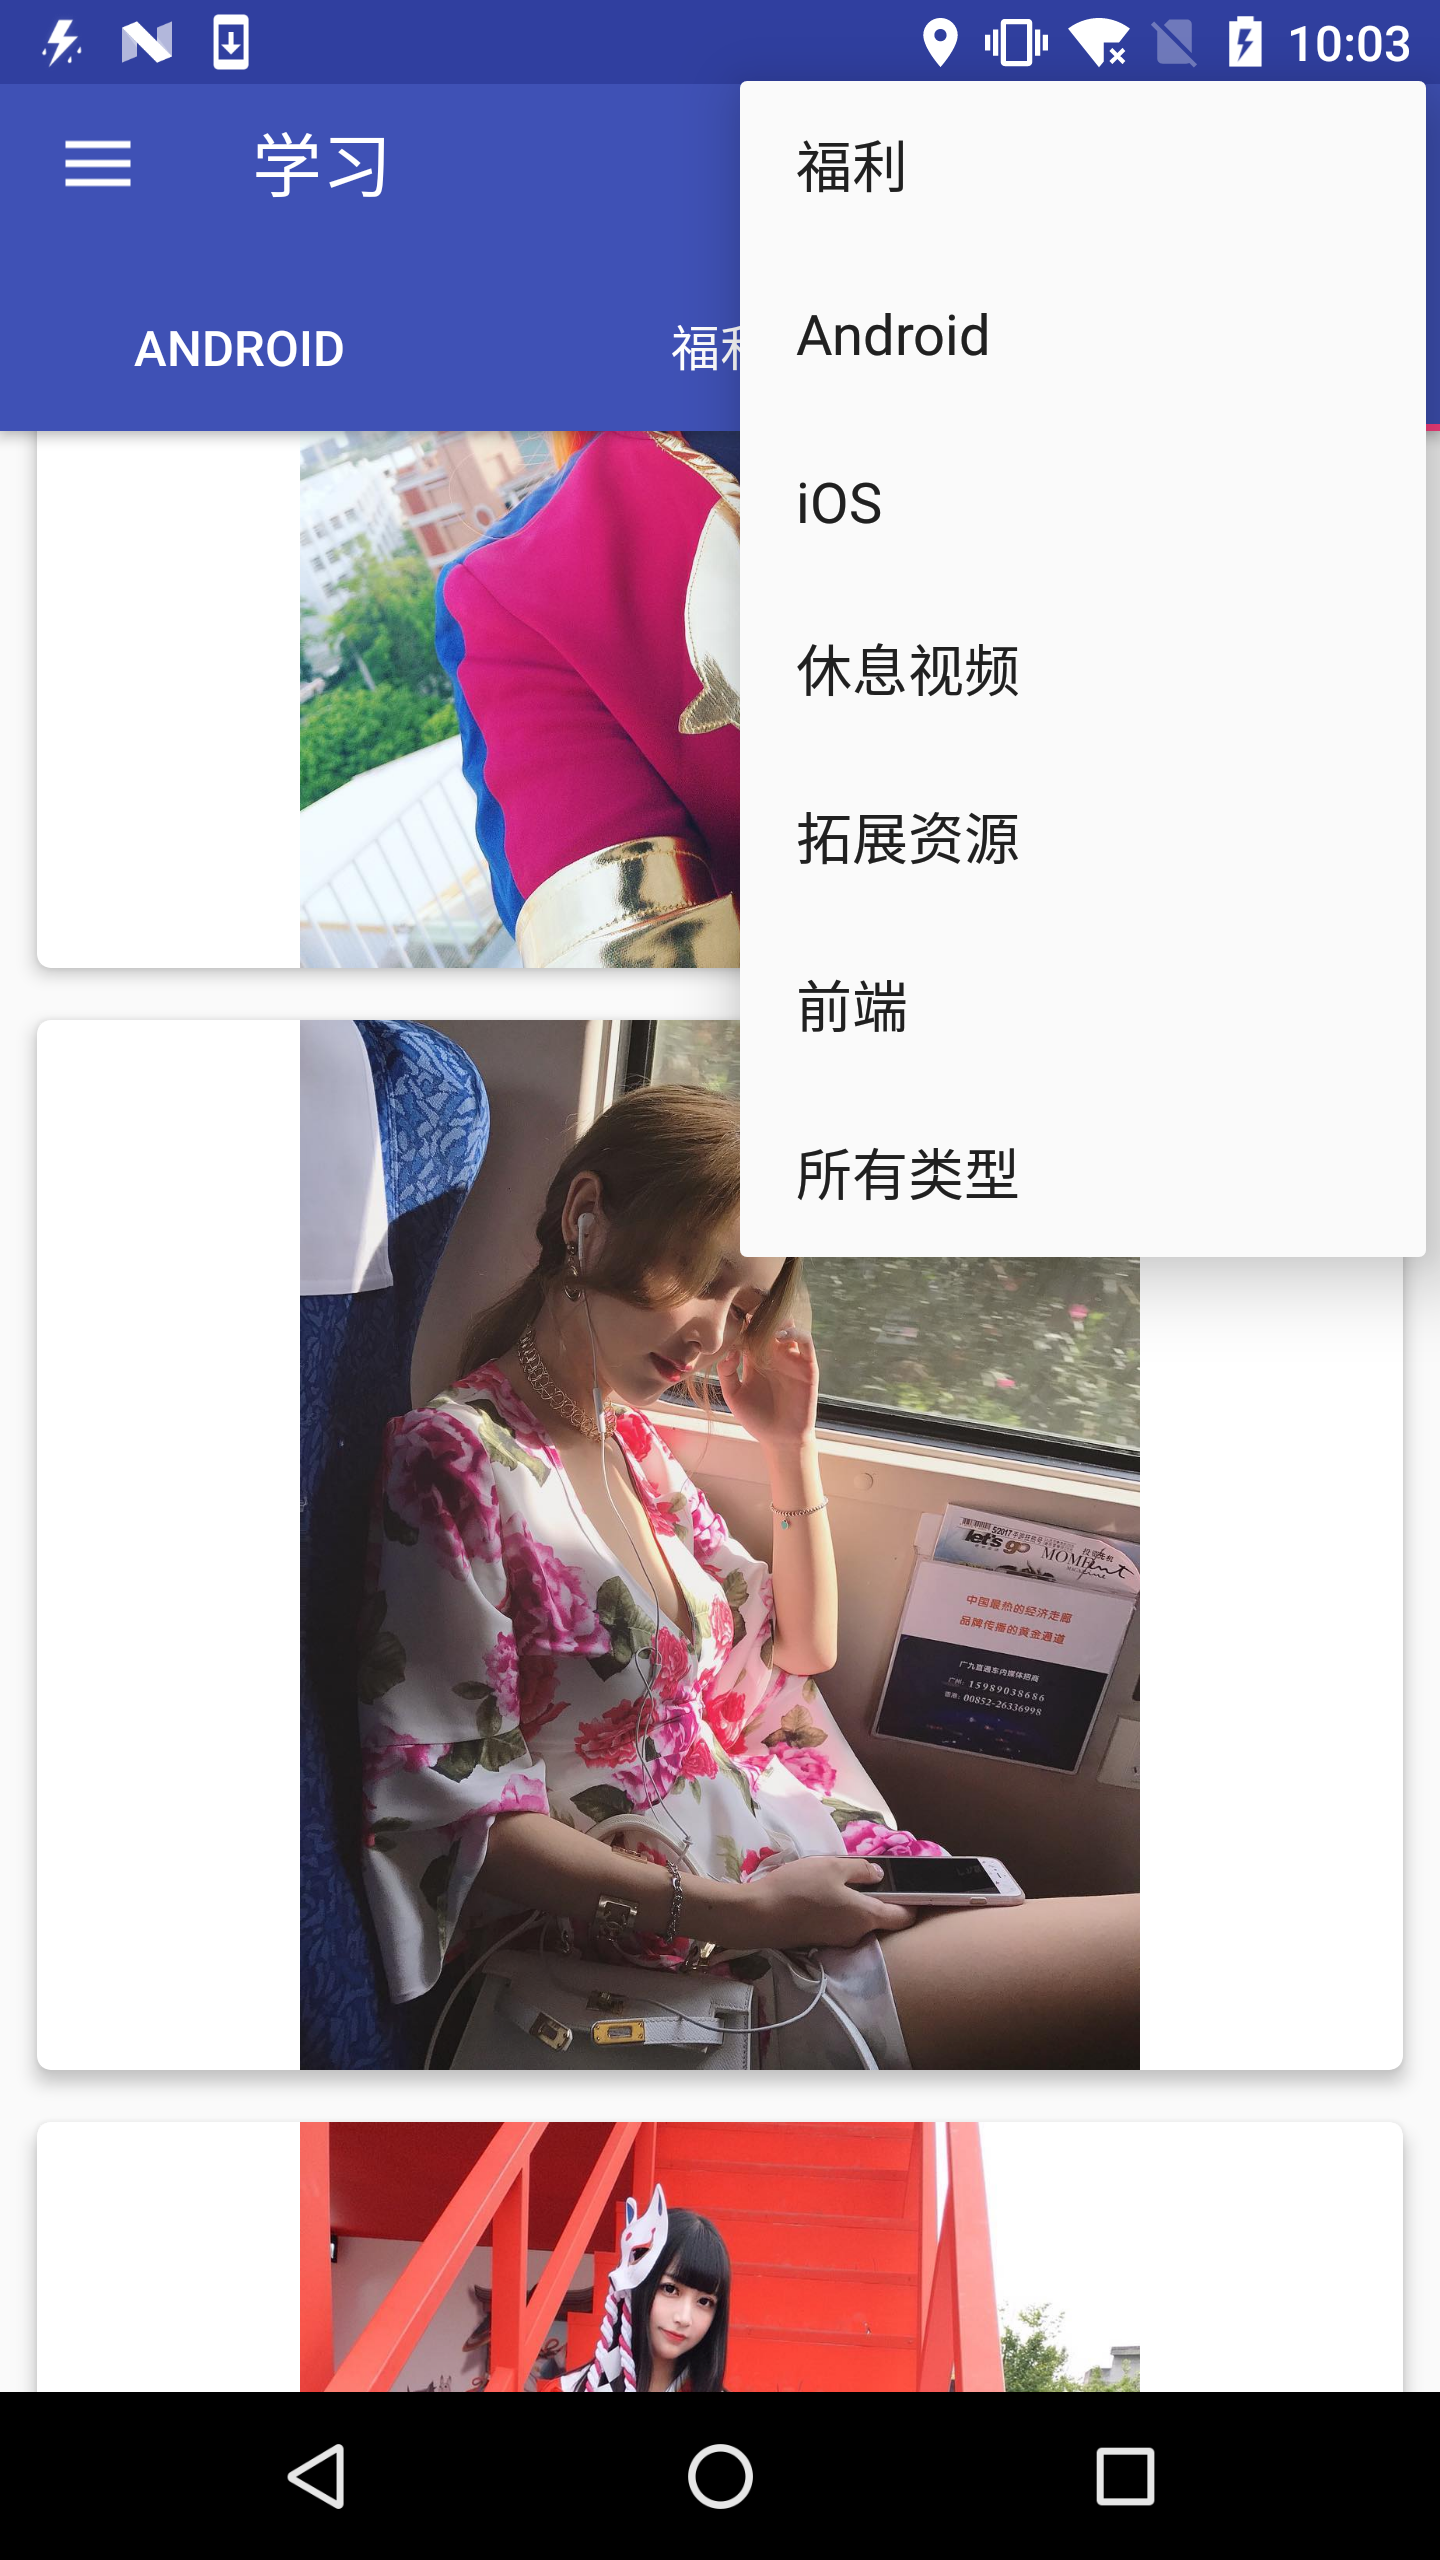 10:03
学习
ANDROID
福利
Android
iOS
休息视频
拓展资源
前端
所有类型
let's go
MOMENT
中国最热的经济走廊
品牌传播的黄金通道
广九直通车内媒体招商
广州: 15989038686
香港: 00852-26336998